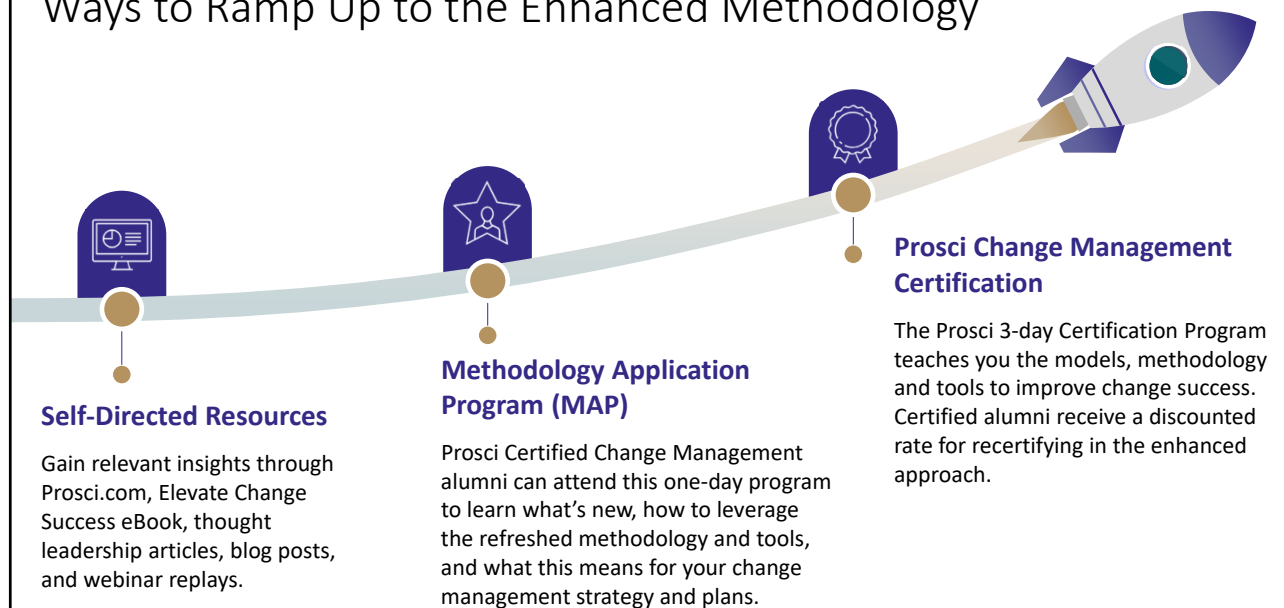 Ways to Ramp Up to the Enhanced Methodology
Self-Directed Resources
Gain relevant insights through
Prosci.com, Elevate Change
Success eBook, thought
leadership articles, blog posts,
and webinar replays.
Methodology Application
Program (MAP)
Prosci Certified Change Management
alumni can attend this one-day program
to learn what’s new, how to leverage
the refreshed methodology and tools,
and what this means for your change
management strategy and plans.
Prosci Change Management
Certification
The Prosci 3-day Certification Program
teaches you the models, methodology
and tools to improve change success.
Certified alumni receive a discounted
rate for recertifying in the enhanced
approach.